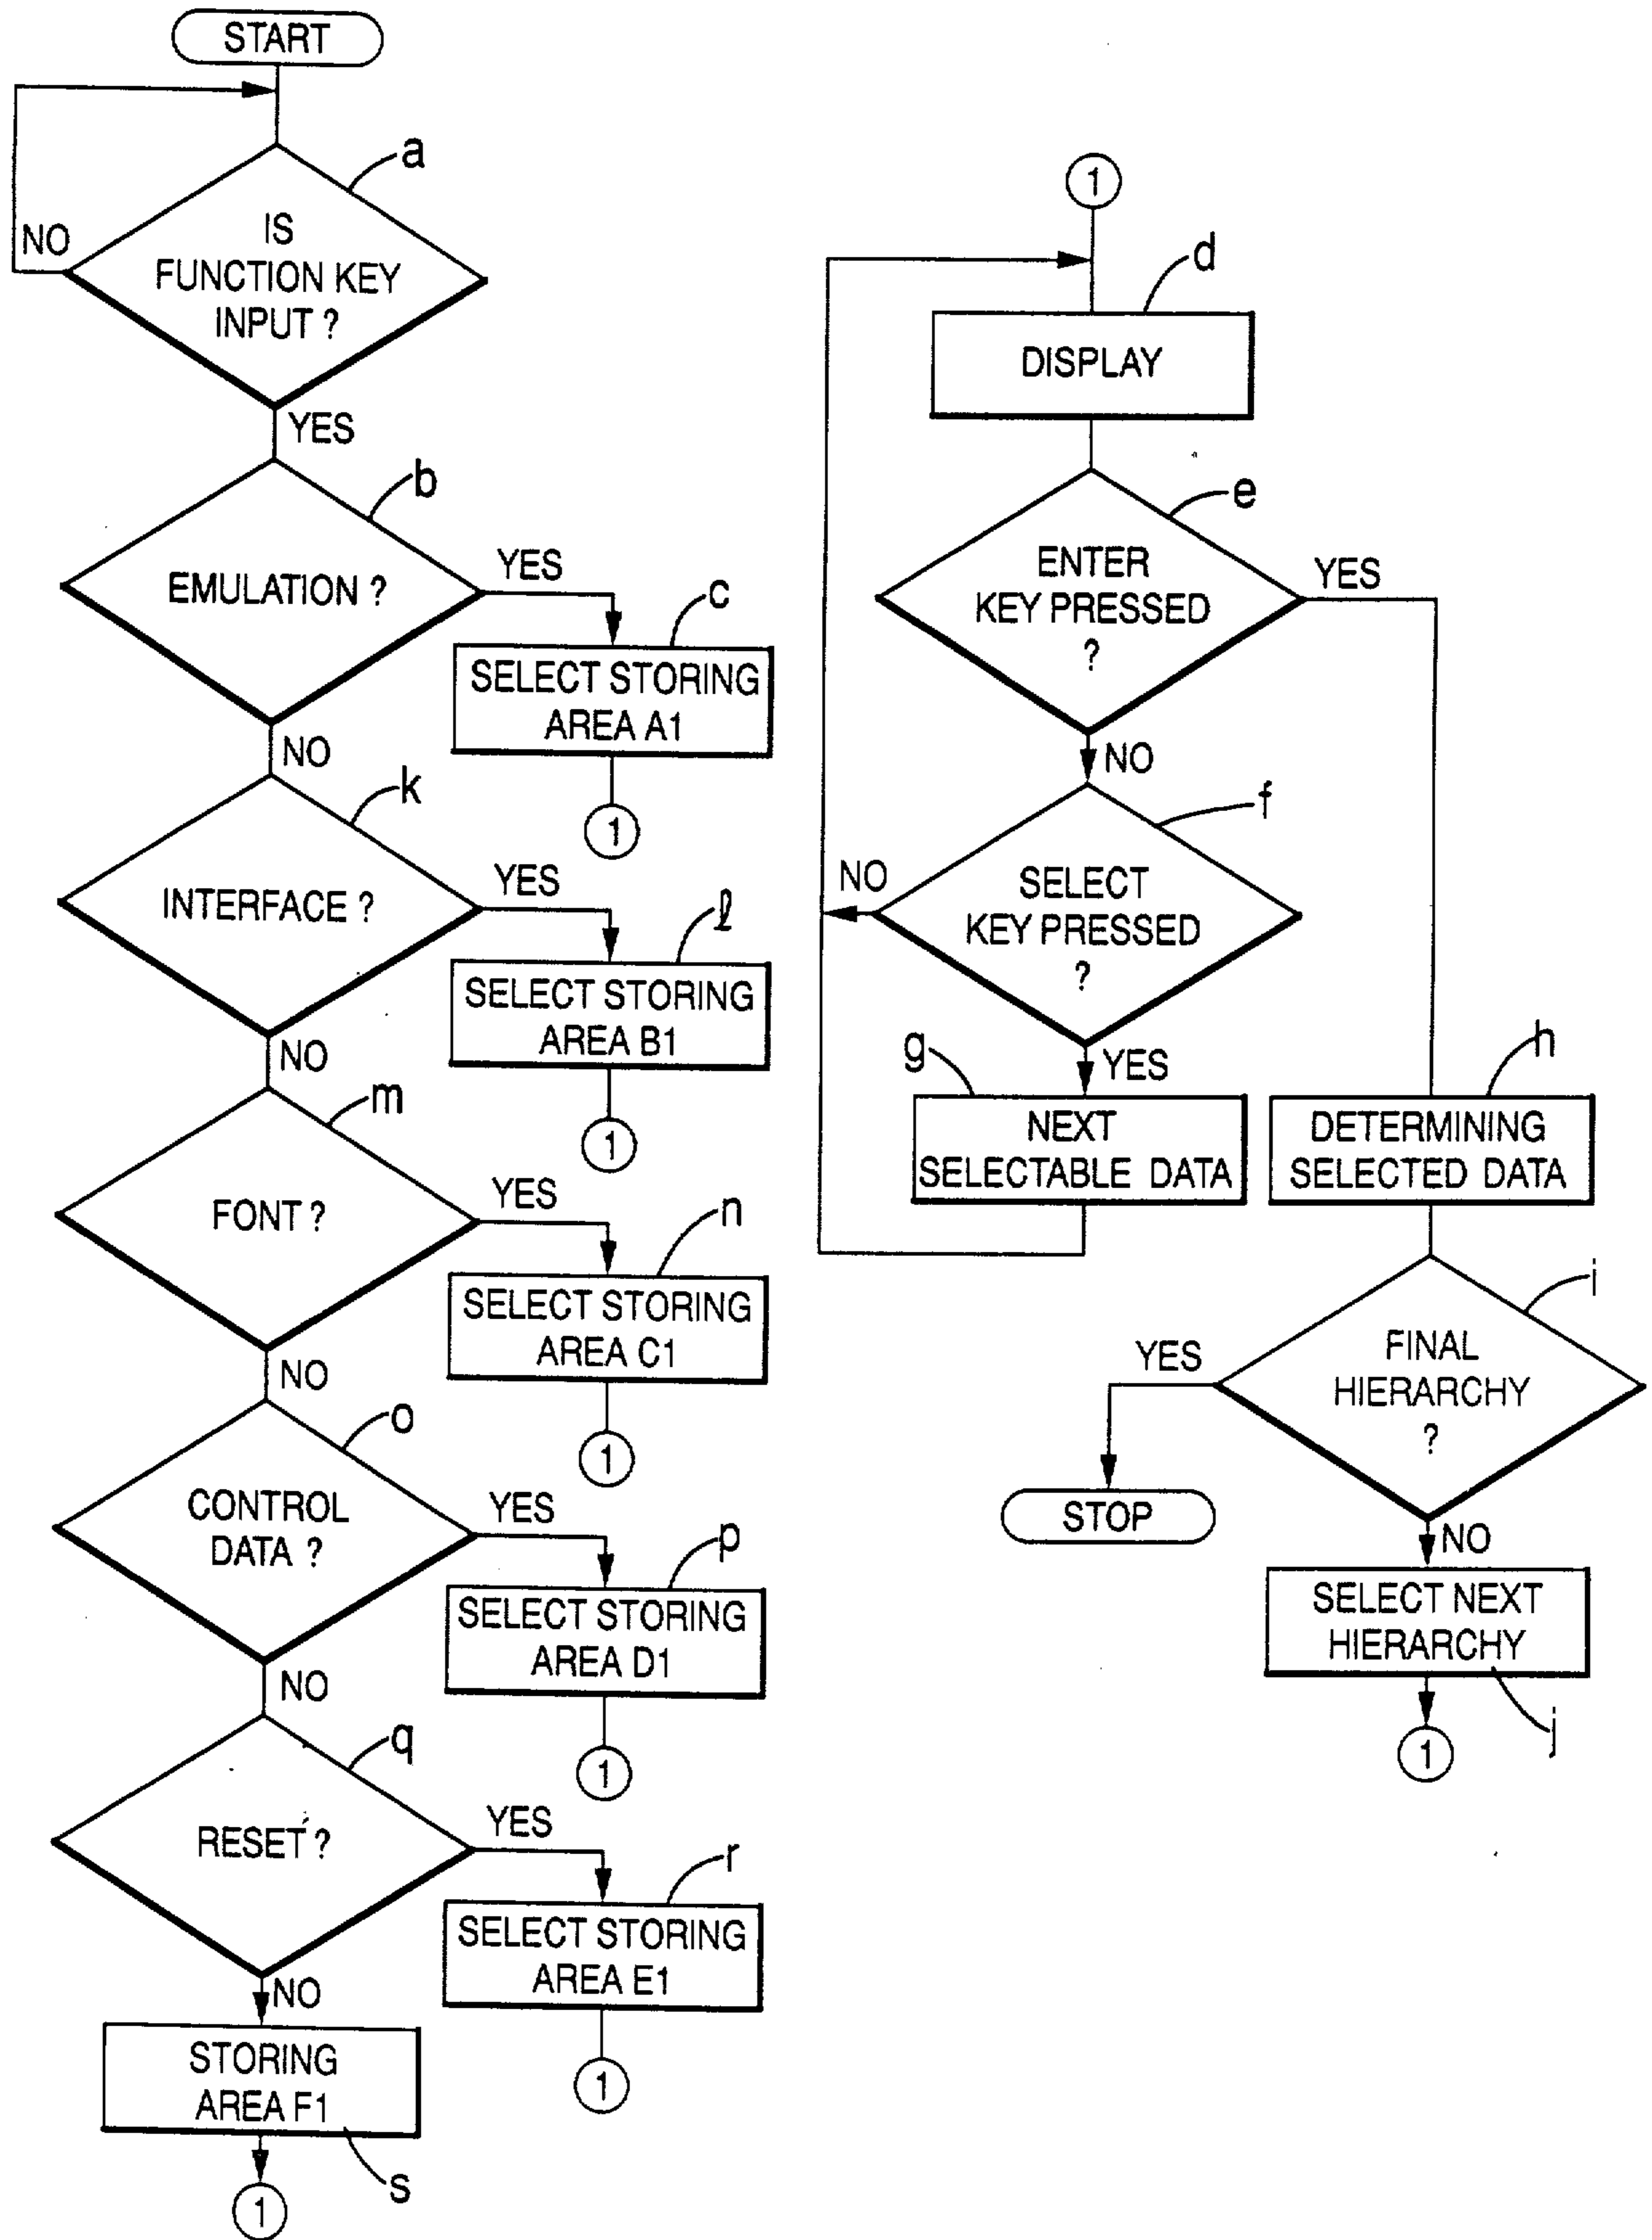 START
a
IS
FUNCTION KEY
INPUT ?
NO
YES
b
EMULATION ?
YES
c
SELECT STORING
AREA A1
1
NO
k
INTERFACE ?
YES
ℓ
SELECT STORING
AREA B1
1
NO
m
FONT ?
YES
n
SELECT STORING
AREA C1
1
NO
o
CONTROL
DATA ?
YES
p
SELECT STORING
AREA D1
1
NO
q
RESET ?
YES
r
SELECT STORING
AREA E1
1
NO
STORING
AREA F1
s
1
1
d
DISPLAY
e
ENTER
KEY PRESSED
?
YES
NO
f
SELECT
KEY PRESSED
?
NO
YES
g
NEXT
SELECTABLE DATA
h
DETERMINING
SELECTED DATA
i
FINAL
HIERARCHY
?
YES
STOP
NO
SELECT NEXT
HIERARCHY
j
1